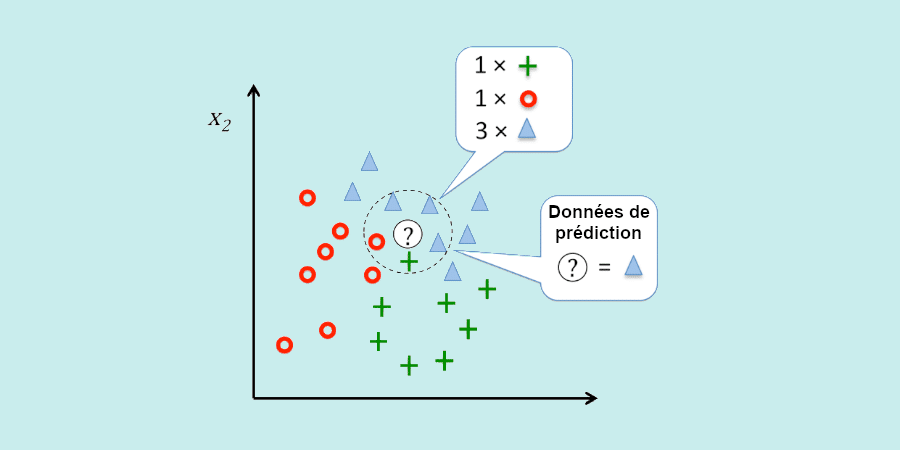 1 × +
1 ×
3 ×
X2
?
Données de
prédiction
? =